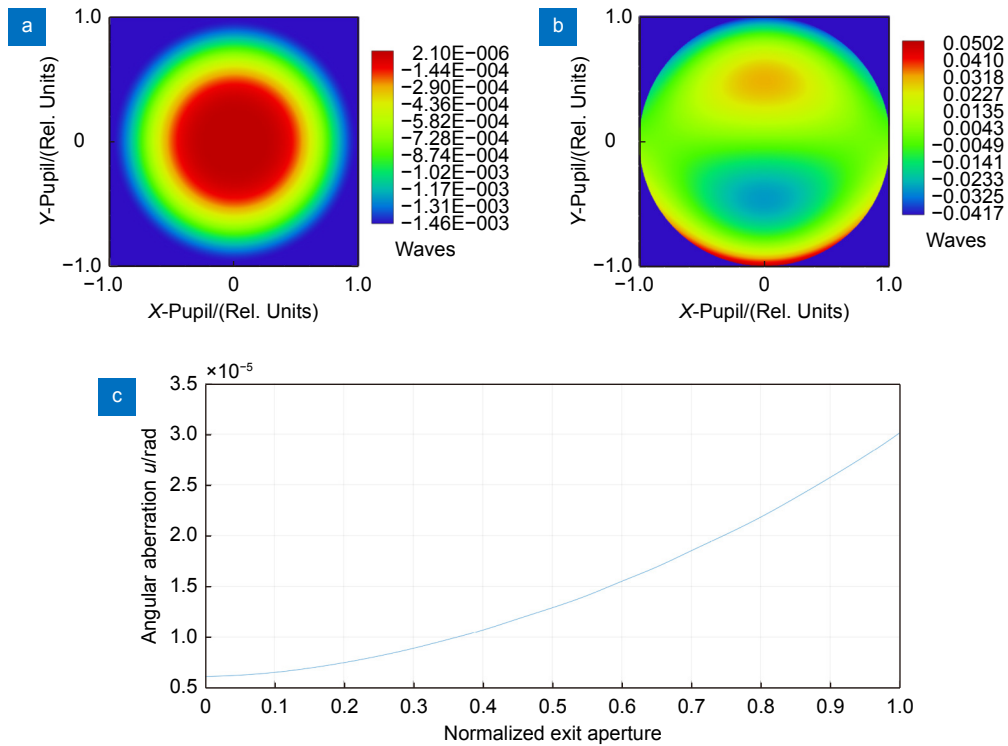 a
1.0
0
−1.0
Y-Pupil/(Rel. Units)
−1.0
0
1.0
X-Pupil/(Rel. Units)
2.10E−006
−1.44E−004
−2.90E−004
−4.36E−004
−5.82E−004
−7.28E−004
−8.74E−004
−1.02E−003
−1.17E−003
−1.31E−003
−1.46E−003
Waves
b
1.0
0
−1.0
Y-Pupil/(Rel. Units)
−1.0
0
1.0
X-Pupil/(Rel. Units)
0.0502
0.0410
0.0318
0.0227
0.0135
0.0043
−0.0049
−0.0141
−0.0233
−0.0325
−0.0417
Waves
c
×10⁻⁵
3.5
3.0
2.5
2.0
1.5
1.0
0.5
Angular aberration u/rad
0 0.1 0.2 0.3 0.4 0.5 0.6 0.7 0.8 0.9 1.0
Normalized exit aperture